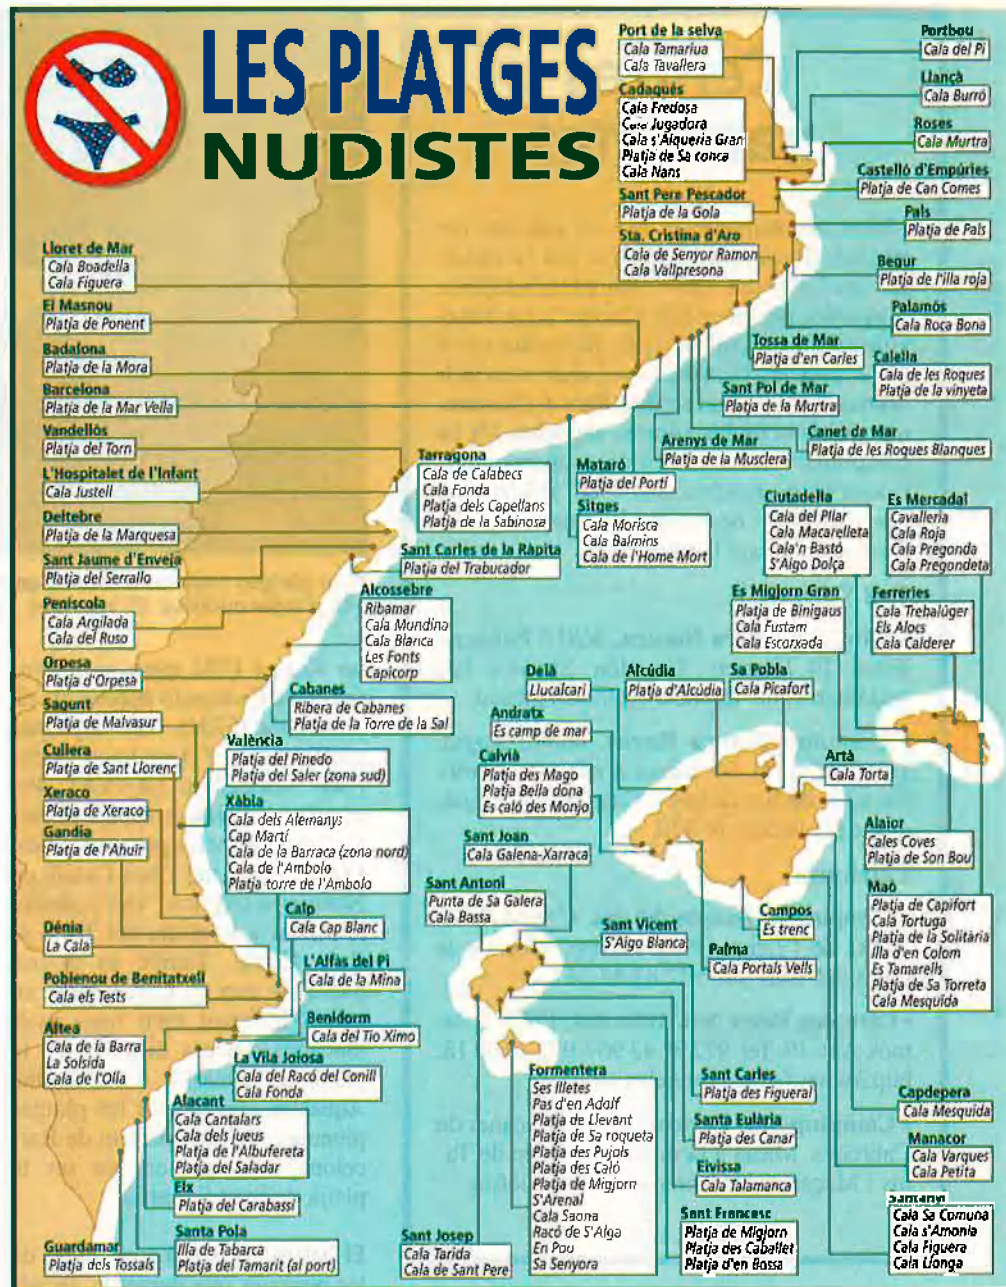 LES PLATGES
NUDISTES
Port de la selva
Cala Tamariua
Cala Tavallera
Cadaqués
Cala Fredosa
Cala Jugadora
Cala s'Alqueria Gran
Platja de Sa conca
Cala Nans
Sant Pere Pescador
Platja de la Gola
Sta. Cristina d'Aro
Cala de Senyor Ramon
Cala Vallpresona
Portbou
Cala del Pi
Llançà
Cala Burró
Roses
Cala Murtra
Castelló d'Empúries
Platja de Can Comes
Pals
Platja de Pals
Begur
Platja de l'illa roja
Palamós
Cala Roca Bona
Tossa de Mar
Platja d'en Carles
Calella
Cala de les Roques
Platja de la vinyeta
Sant Pol de Mar
Platja de la Murtra
Canet de Mar
Platja de les Roques Blanques
Arenys de Mar
Platja de la Musclera
Mataró
Platja del Portí
Sitges
Cala Morisca
Cala Balmins
Cala de l'Home Mort
Lloret de Mar
Cala Boadella
Cala Figuera
El Masnou
Platja de Ponent
Badalona
Platja de la Mora
Barcelona
Platja de la Mar Vella
Vandellòs
Platja del Torn
L'Hospitalet de l'Infant
Cala Justell
Deltebre
Platja de la Marquesa
Sant Jaume d'Enveja
Platja del Serrallo
Peníscola
Cala Argilada
Cala del Ruso
Orpesa
Platja d'Orpesa
Sagunt
Platja de Malvasur
Cullera
Platja de Sant Llorenç
Xeraco
Platja de Xeraco
Gandia
Platja de l'Ahuir
Dénia
La Cala
Poblenou de Benitatxell
Cala els Tests
Altea
Cala de la Barra
La Solsida
Cala de l'Olla
Guardamar
Platja dels Tossals
Tarragona
Cala de Calabecs
Cala Fonda
Platja dels Capellans
Platja de la Sabinosa
Sant Carles de la Ràpita
Platja del Trabucador
Alcossebre
Ribamar
Cala Mundina
Cala Blanca
Les Fonts
Capicorp
Cabanes
Ribera de Cabanes
Platja de la Torre de la Sal
València
Platja del Pinedo
Platja del Saler (zona sud)
Xàbia
Cala dels Alemanys
Cap Martí
Cala de la Barraca (zona nord)
Cala de l'Ambolo
Platja torre de l'Ambolo
Calp
Cala Cap Blanc
L'Alfàs del Pi
Cala de la Mina
Benidorm
Cala del Tio Ximo
La Vila Joiosa
Cala del Racó del Conill
Cala Fonda
Alacant
Cala Cantalars
Cala dels jueus
Platja de l'Albufereta
Platja del Saladar
Elx
Platja del Carabassi
Santa Pola
Illa de Tabarca
Platja del Tamarit (al port)
Ciutadella
Cala del Pilar
Cala Macarelleta
Cala'n Bastó
S'Aigo Dolça
Es Mercadal
Cavalleria
Cala Roja
Cala Pregonda
Cala Pregondeta
Es Migjorn Gran
Platja de Binigaus
Cala Fustam
Cala Escorxada
Ferreries
Cala Trebalúger
Els Alocs
Cala Calderer
Deià
Llucalcari
Alcúdia
Platja d'Alcúdia
Sa Pobla
Cala Picafort
Andratx
Es camp de mar
Calvià
Platja des Mago
Platja Bella dona
Es caló des Monjo
Artà
Cala Torta
Alaior
Cales Coves
Platja de Son Bou
Maó
Platja de Capifort
Cala Tortuga
Platja de la Solitària
Illa d'en Colom
Es Tamarells
Platja de Sa Torreta
Cala Mesquida
Sant Joan
Cala Galena-Xarraca
Sant Antoni
Punta de Sa Galera
Cala Bassa
Sant Vicent
S'Aigo Blanca
Campos
Es trenc
Palma
Cala Portals Vells
Formentera
Ses Illetes
Pas d'en Adolf
Platja de Llevant
Platja de Sa roqueta
Platja des Pujols
Platja des Caló
Platja de Migjorn
S'Arenal
Cala Saona
Racó de S'Alga
En Pou
Sa Senyora
Sant Josep
Cala Tarida
Cala de Sant Pere
Sant Carles
Platja des Figueral
Santa Eulària
Platja des Canar
Eivissa
Cala Talamanca
Sant Francesc
Platja de Migjorn
Platja des Caballet
Platja d'en Bossa
Capdepera
Cala Mesquida
Manacor
Cala Varques
Cala Petita
Santanyí
Cala Sa Comuna
Cala s'Amonia
Cala Figuera
Cala Llonga